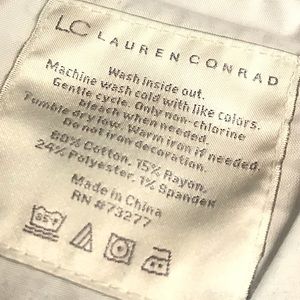 LC LAUREN CONRAD
Wash inside out.
Machine wash cold with like colors.
Gentle cycle. Only non-chlorine
bleach when needed.
Tumble dry low. Warm iron if needed.
Do not iron decoration.
60% Cotton, 15% Rayon,
24% Polyester, 1% Spandex
Made in China
RN #73277